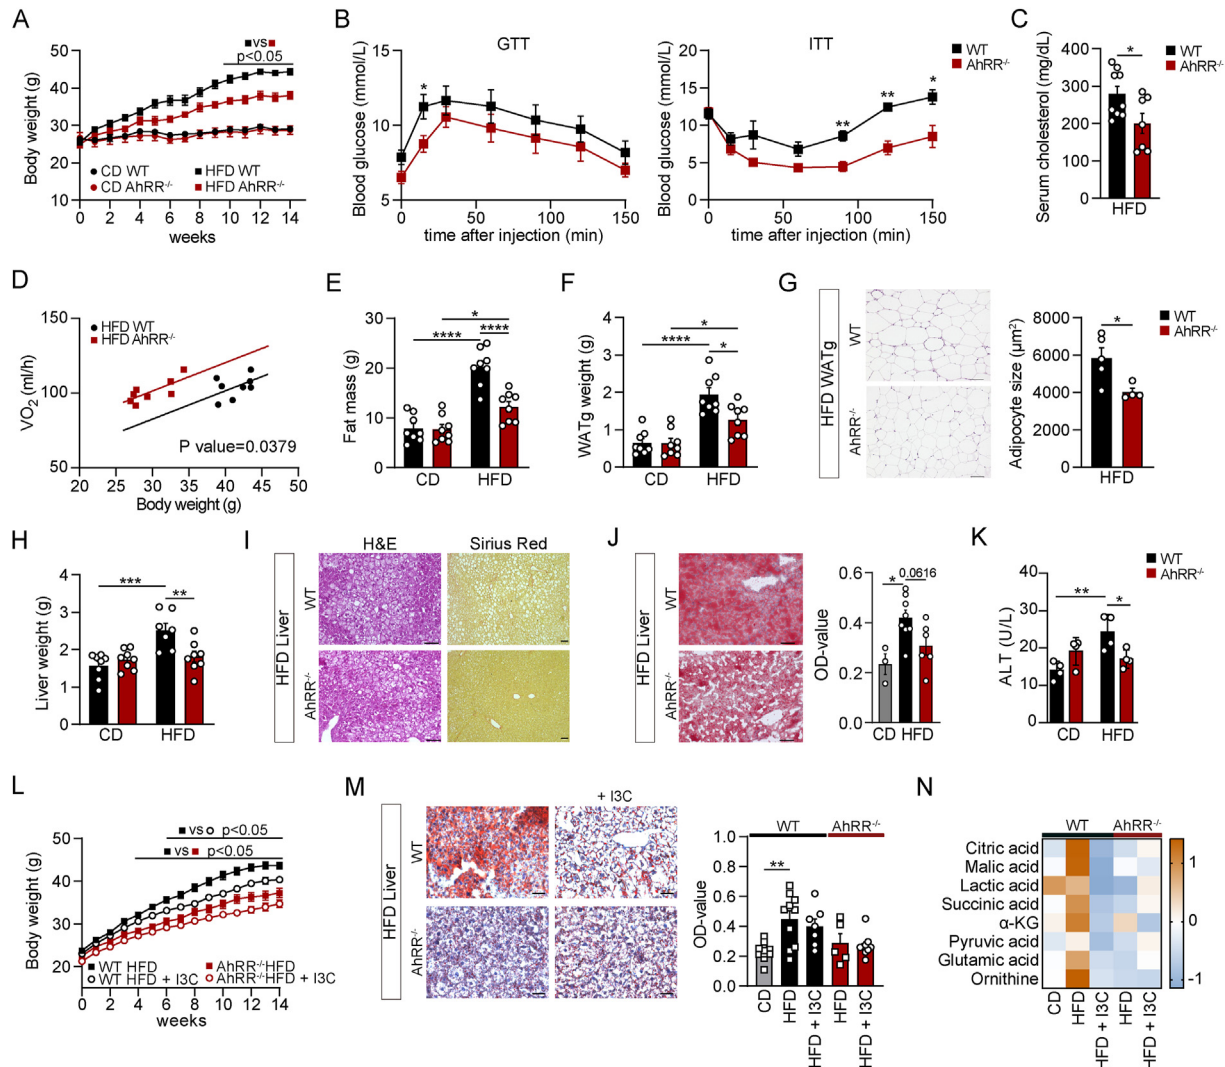 A
Body weight (g)
50
40
30
20
10
■ vs ■
p<0.05
CD WT
HFD WT
CD AhRR-/-
HFD AhRR-/-
0 2 4 6 8 10 12 14
weeks
B
GTT
Blood glucose (mmol/L)
15
10
5
*
0 50 100 150
time after injection (min)
ITT
Blood glucose (mmol/L)
20
15
10
5
0
** ** *
0 50 100 150
time after injection (min)
WT
AhRR-/-
C
Serum cholesterol (mg/dL)
400
300
200
100
0
*
HFD
WT
AhRR-/-
D
VO2 (ml/h)
150
100
50
HFD WT
HFD AhRR-/-
P value=0.0379
20 25 30 35 40 45 50
Body weight (g)
E
Fat mass (g)
30
20
10
0
*
**** ****
CD HFD
F
WATg weight (g)
4
3
2
1
0
*
**** *
CD HFD
G
HFD WATg
WT
AhRR-/-
Adipocyte size (µm²)
8000
6000
4000
2000
0
*
HFD
WT
AhRR-/-
H
Liver weight (g)
4
3
2
1
0
*** **
CD HFD
I
H&E Sirius Red
HFD Liver
WT
AhRR-/-
J
HFD Liver
WT
AhRR-/-
OD-value
0.6
0.4
0.2
0.0
* 0.0616
CD HFD
K
ALT (U/L)
40
30
20
10
0
** *
CD HFD
WT
AhRR-/-
L
Body weight (g)
50
40
30
20
■ vs ○ p<0.05
■ vs ■ p<0.05
WT HFD
AhRR-/-HFD
WT HFD + I3C
AhRR-/-HFD + I3C
0 2 4 6 8 10 12 14
weeks
M
+ I3C
HFD Liver
WT
AhRR-/-
WT AhRR-/-
OD-value
1.0
0.8
0.6
0.4
0.2
0.0
**
CD
HFD
HFD + I3C
HFD
HFD + I3C
N
WT AhRR-/-
Citric acid
Malic acid
Lactic acid
Succinic acid
α-KG
Pyruvic acid
Glutamic acid
Ornithine
CD
HFD
HFD + I3C
HFD
HFD + I3C
1
0
-1